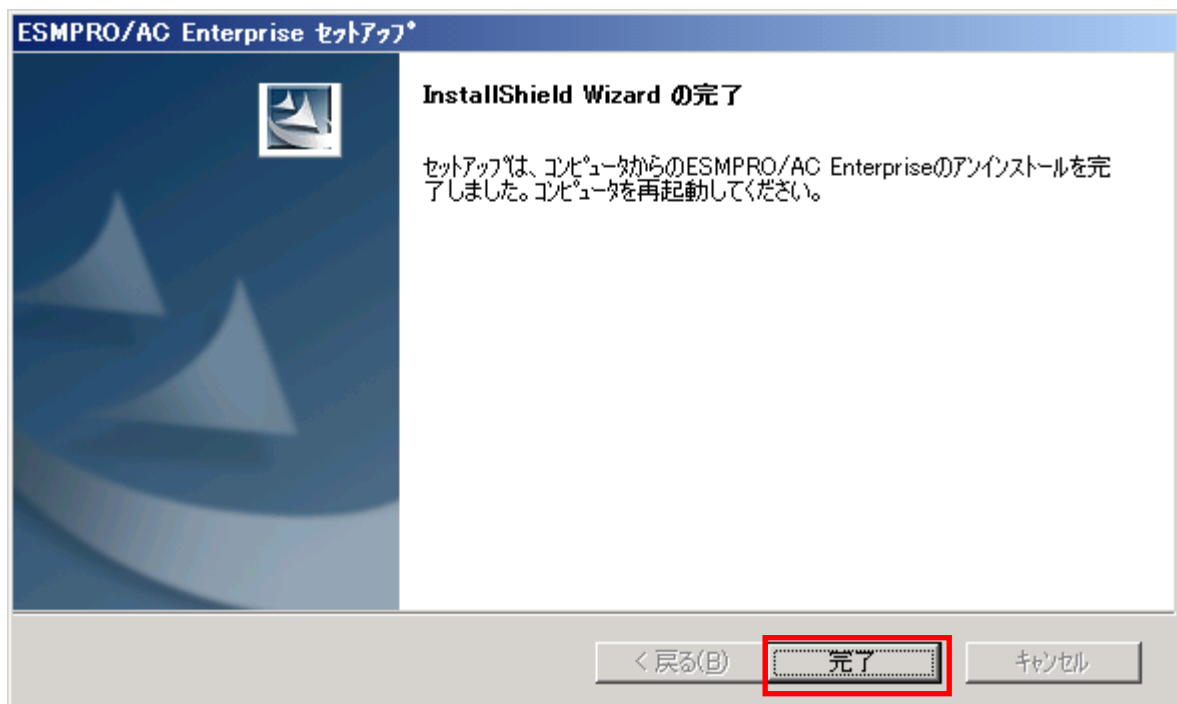 ESMPRO/AC Enterprise セットアップ
InstallShield Wizard の完了
セットアップは、コンピュータからのESMPRO/AC Enterpriseのアンインストールを完
了しました。コンピュータを再起動してください。
< 戻る(B)
完了
キャンセル